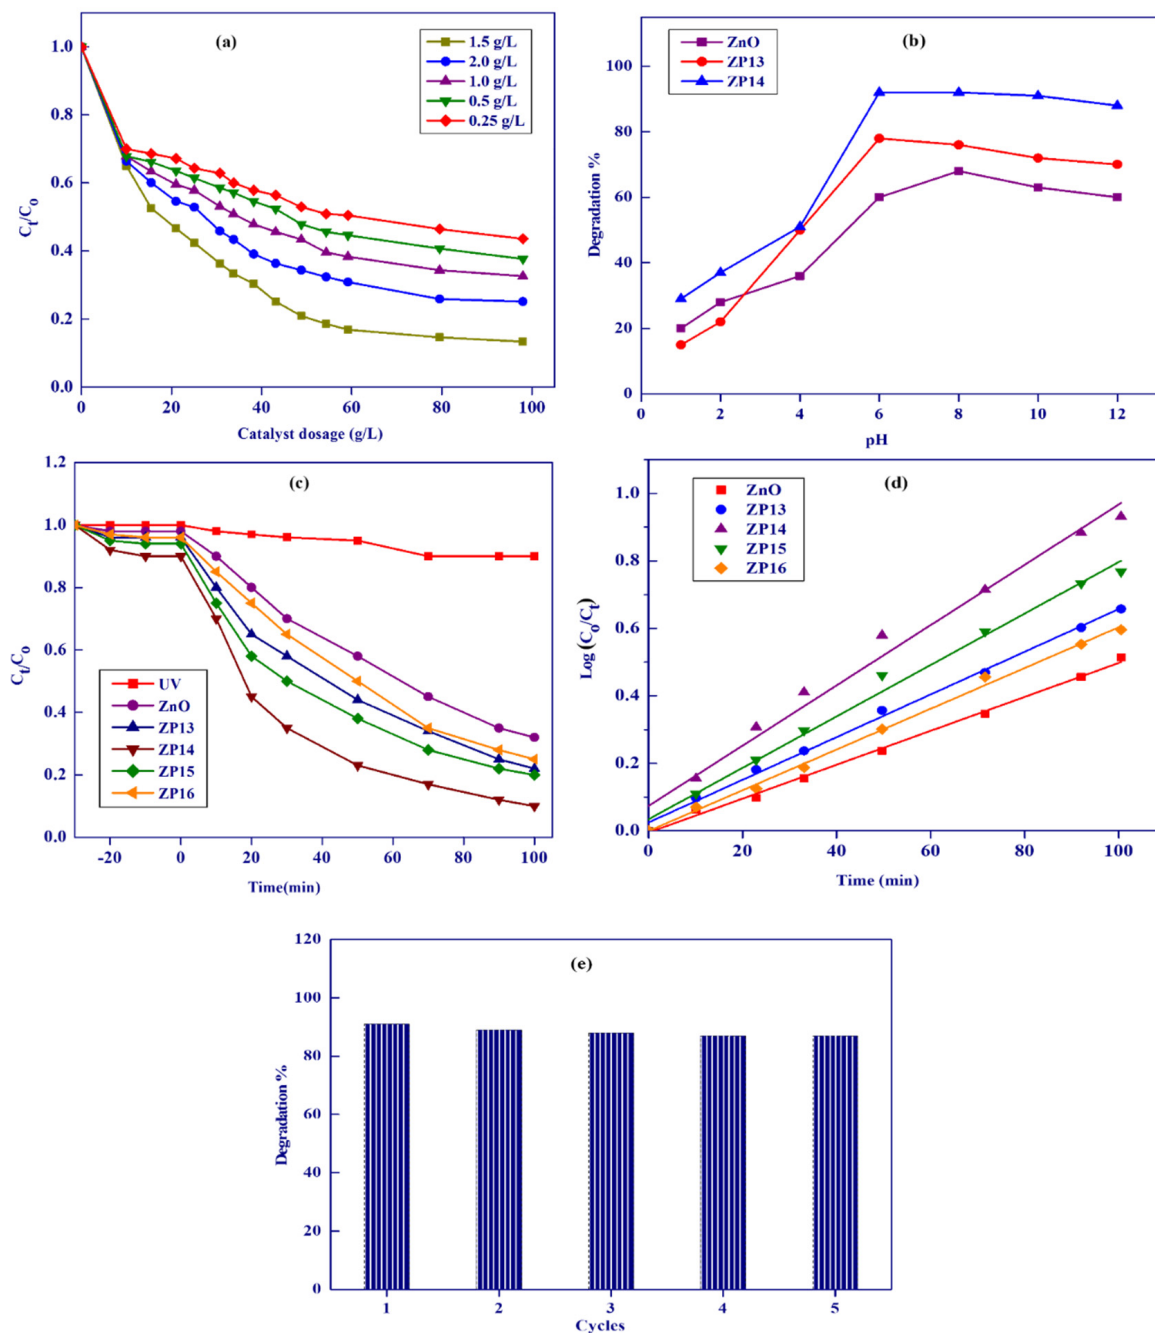 (a)
1.5 g/L
2.0 g/L
1.0 g/L
0.5 g/L
0.25 g/L
1.0
0.8
0.6
0.4
0.2
0.0
Ct/Co
0 20 40 60 80 100
Catalyst dosage (g/L)
(b)
ZnO
ZP13
ZP14
100
80
60
40
20
0
Degradation %
2 4 6 8 10 12
pH
(c)
1.2
1.0
0.8
0.6
0.4
0.2
0.0
Ct/Co
UV
ZnO
ZP13
ZP14
ZP15
ZP16
-20 0 20 40 60 80 100
Time(min)
(d)
ZnO
ZP13
ZP14
ZP15
ZP16
1.0
0.8
0.6
0.4
0.2
0.0
Log (Co/Ct)
0 20 40 60 80 100
Time (min)
(e)
120
100
80
60
40
20
0
Degradation %
1 2 3 4 5
Cycles